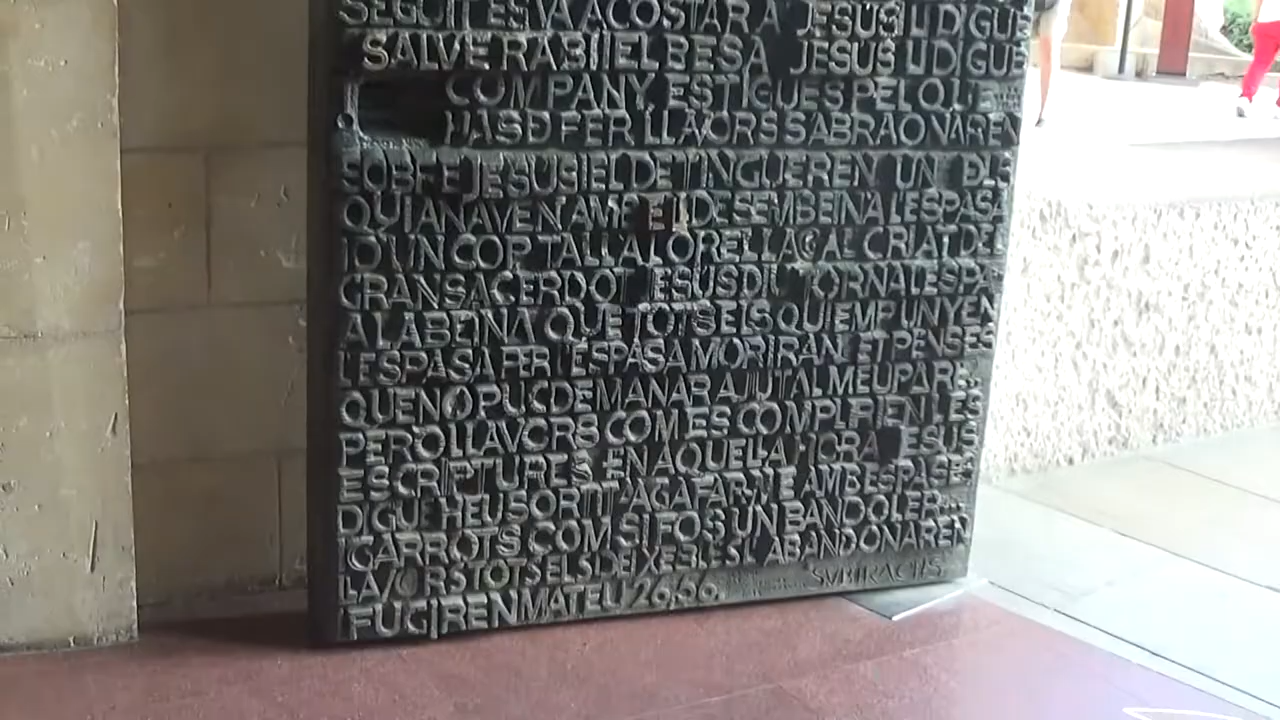 SEGUIT ES VA ACOSTAR A JESUS I LI DIGUE
SALVE RABI I EL BESA JESUS LI DIGUE
COMPANY, ESTIGUES PEL QUE
HAS D FER LLAVORS S ABRAONAREN
SOBRE JESUS I EL DETINGUEREN UN DELS
QUI ANAVEN AMB ELL DESEMBEINA L ESPASA
I D UN COP TALLA L ORELLA AL CRIAT DEL
GRAN SACERDOT JESUS DIU TORNA L ESPA
A LA BEINA QUE TOTS ELS QUI EMPUNYEN
L ESPASA PER L ESPASA MORIRAN ET PENSES
QUE NO PUC DEMANAR AJUT AL MEU PARE
PERO LLAVORS COM ES COMPLIRIEN LES
ESCRIPTURES EN AQUELLA HORA JESUS
DIGUE HEU SORTIT A AGAFAR ME AMB ESPASES
I GARROTS COM SI FOS UN BANDOLER
LAVORS TOTS ELS DEIXEBLES L ABANDONAREN
FUGIREN MATEU 26,56. SUBIRACHS